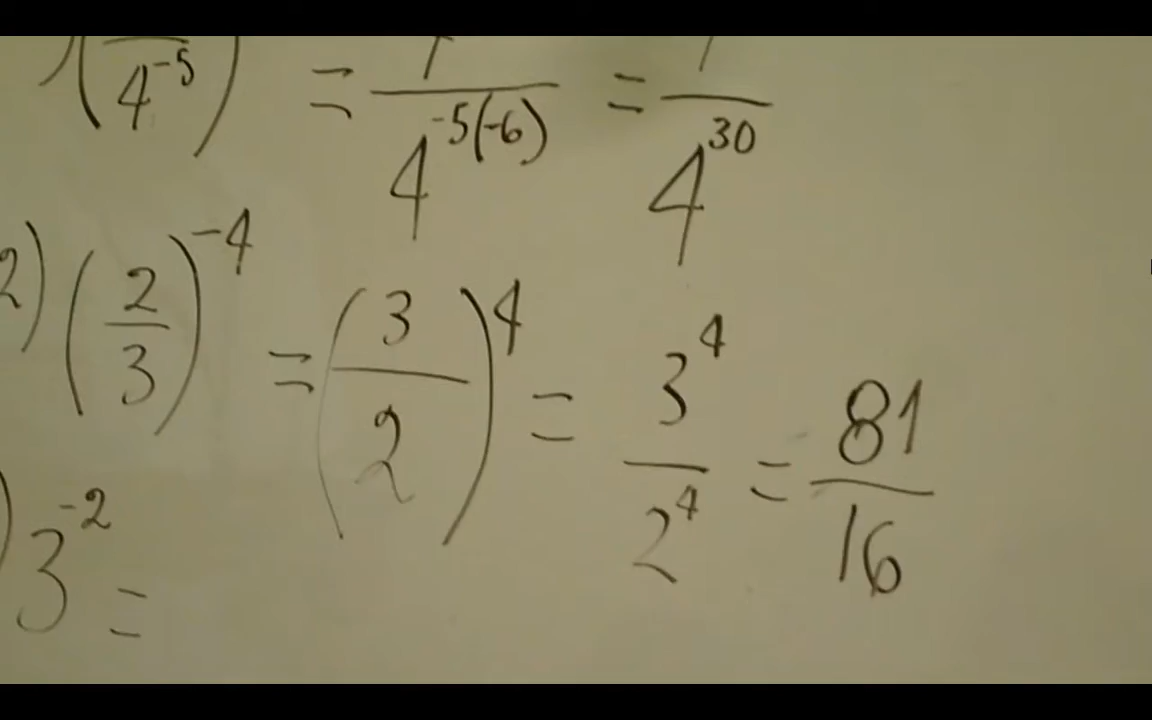 (—/4^-5) = 1/4^-5(-6) = 1/4^30
2) (2/3)^-4 = (3/2)^4 = 3^4/2^4 = 81/16
) 3^-2 =